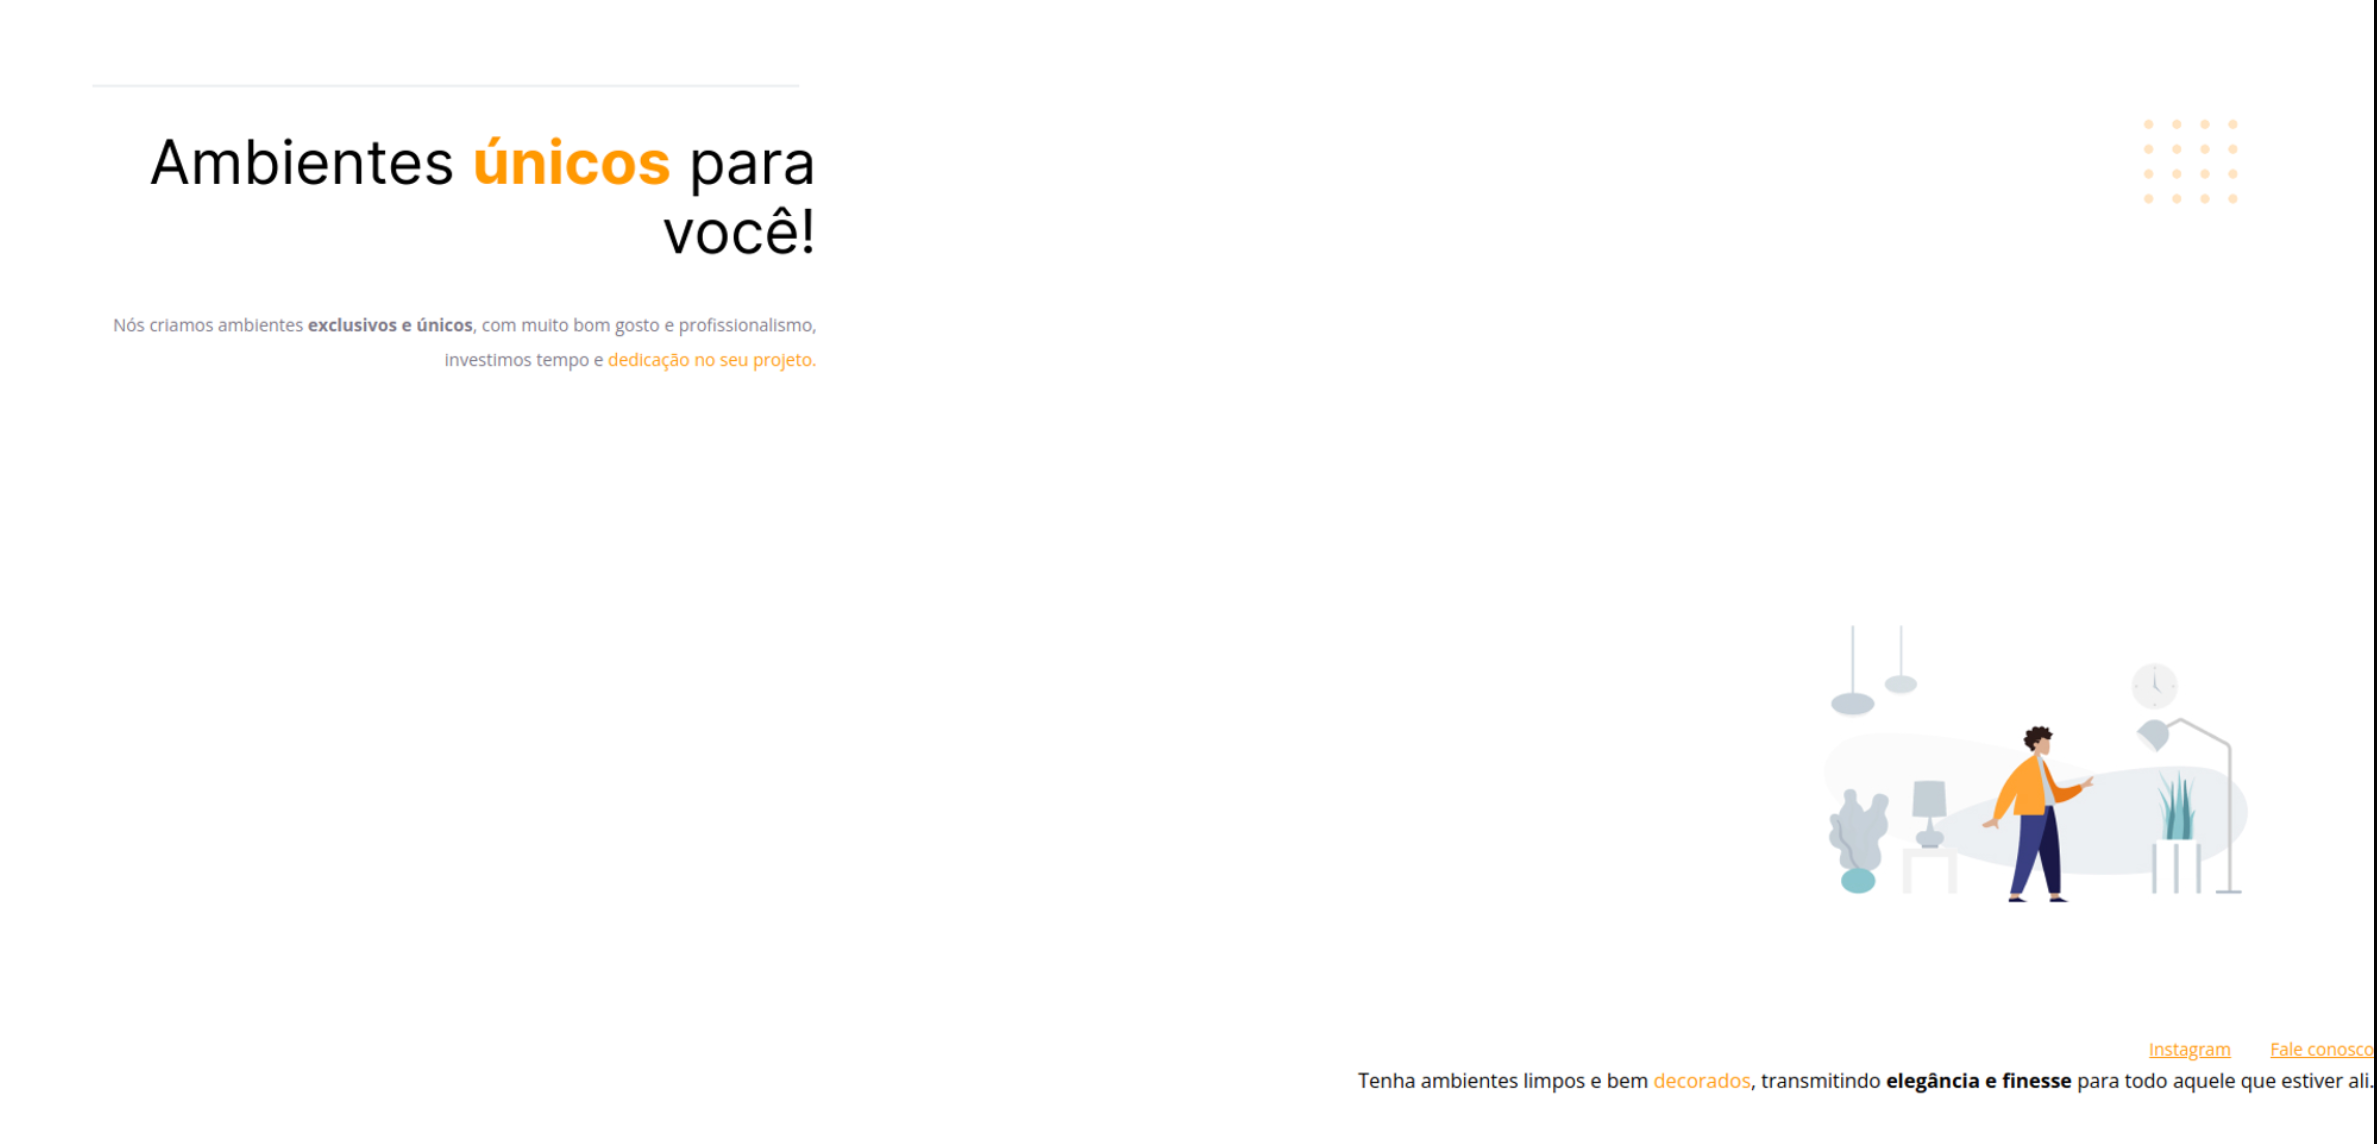 Ambientes únicos para
você!
Nós criamos ambientes exclusivos e únicos, com muito bom gosto e profissionalismo,
investimos tempo e dedicação no seu projeto.
Instagram Fale conosco
Tenha ambientes limpos e bem decorados, transmitindo elegância e finesse para todo aquele que estiver ali.